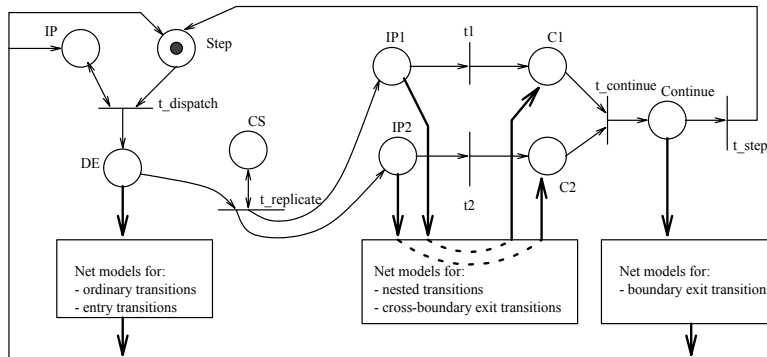 IP
Step
t_dispatch
DE
CS
t_replicate
IP1
t1
C1
IP2
t2
C2
t_continue
Continue
t_step
Net models for:
- ordinary transitions
- entry transitions
Net models for:
- nested transitions
- cross-boundary exit transitions
Net models for:
- boundary exit transitions